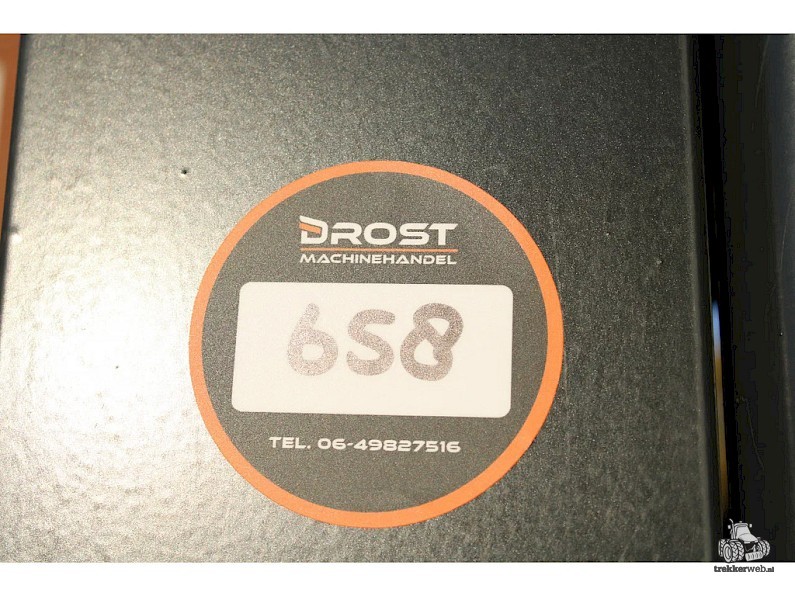 DROST
MACHINEHANDEL
658
TEL. 06-49827516
trekkerweb.nl